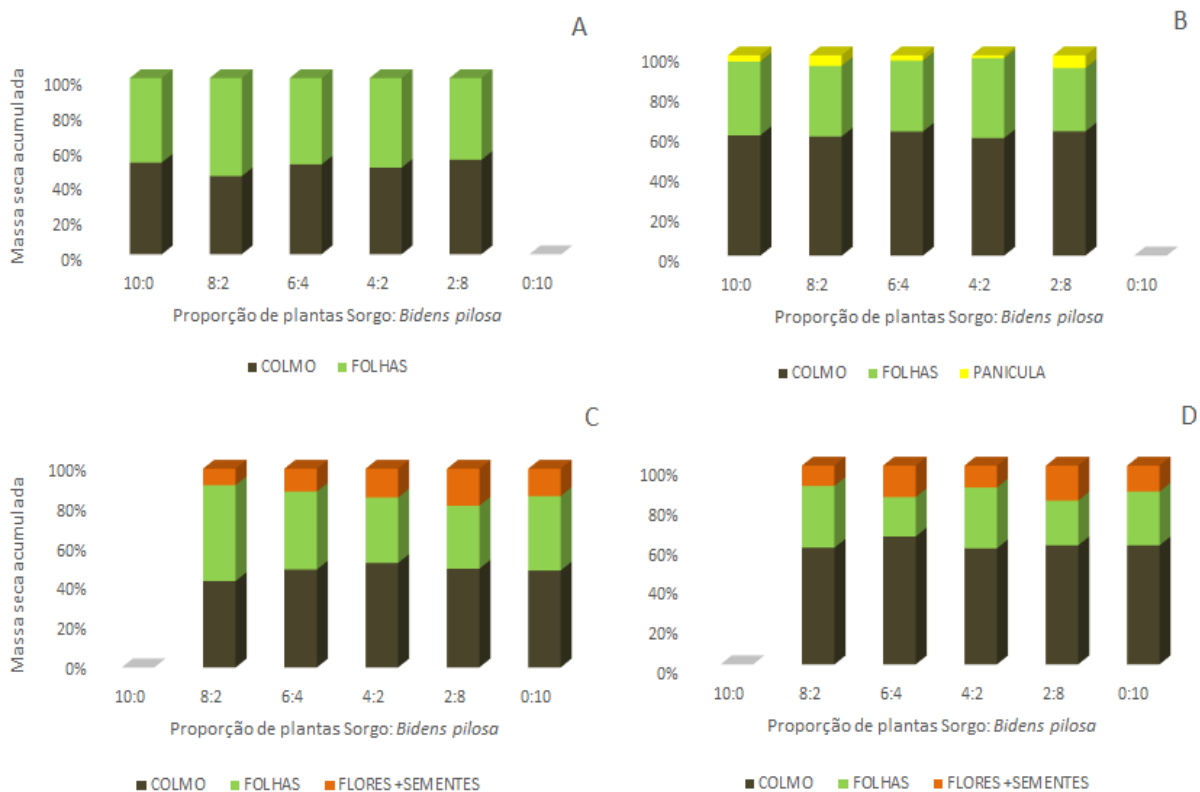 A
Massa seca acumulada
100%
80%
60%
40%
20%
0%
10:0 8:2 6:4 4:2 2:8 0:10
Proporção de plantas Sorgo: Bidens pilosa
COLMO FOLHAS
B
100%
80%
60%
40%
20%
0%
10:0 8:2 6:4 4:2 2:8 0:10
Proporção de plantas Sorgo: Bidens pilosa
COLMO FOLHAS PANICULA
C
Massa seca acumulada
100%
80%
60%
40%
20%
0%
10:0 8:2 6:4 4:2 2:8 0:10
Proporção de plantas Sorgo: Bidens pilosa
COLMO FOLHAS FLORES +SEMENTES
D
100%
80%
60%
40%
20%
0%
10:0 8:2 6:4 4:2 2:8 0:10
Proporção de plantas Sorgo: Bidens pilosa
COLMO FOLHAS FLORES +SEMENTES